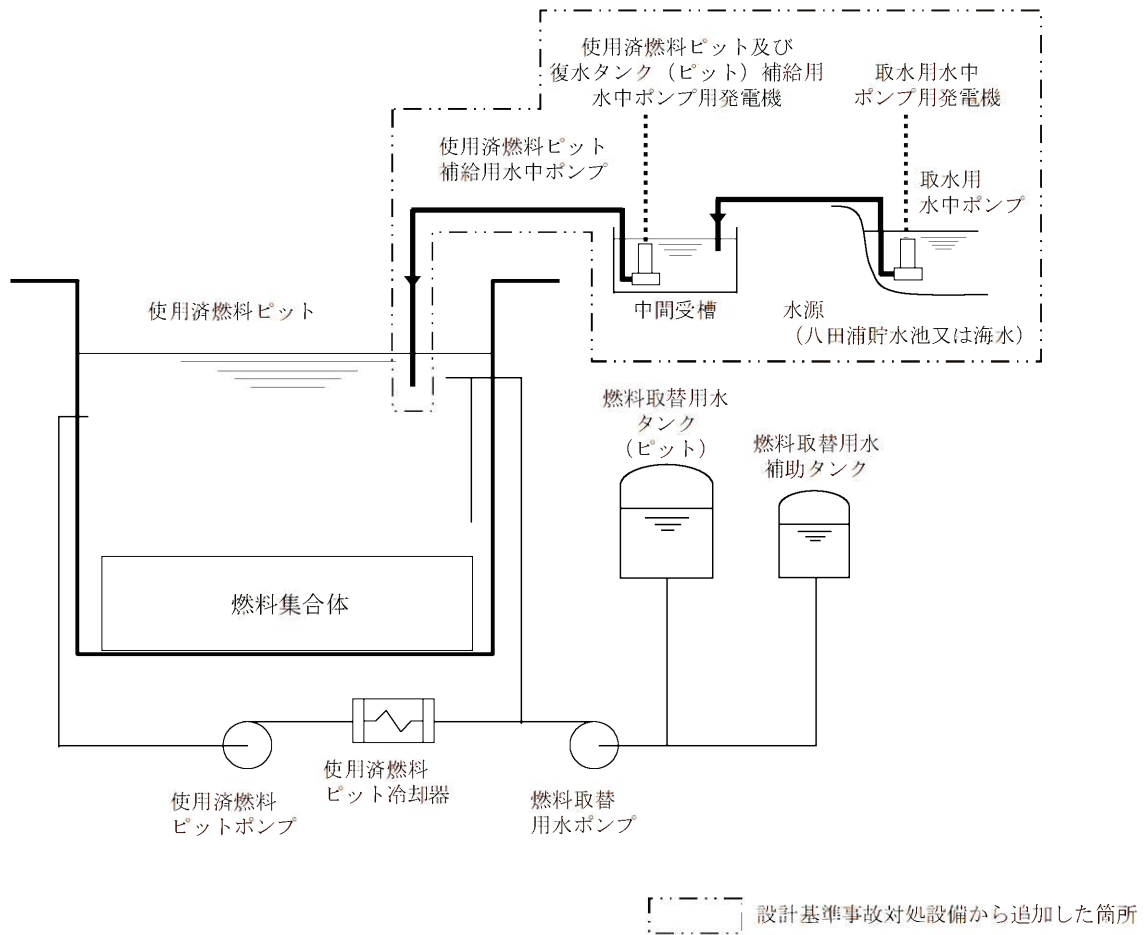 使用済燃料ピット及び
復水タンク（ピット）補給用
水中ポンプ用発電機
取水用水中
ポンプ用発電機
使用済燃料ピット
補給用水中ポンプ
取水用
水中ポンプ
使用済燃料ピット
中間受槽
水源
（八田浦貯水池又は海水）
燃料取替用水
タンク
（ピット）
燃料取替用水
補助タンク
燃料集合体
使用済燃料
ピットポンプ
使用済燃料
ピット冷却器
燃料取替
用水ポンプ
設計基準事故対処設備から追加した箇所